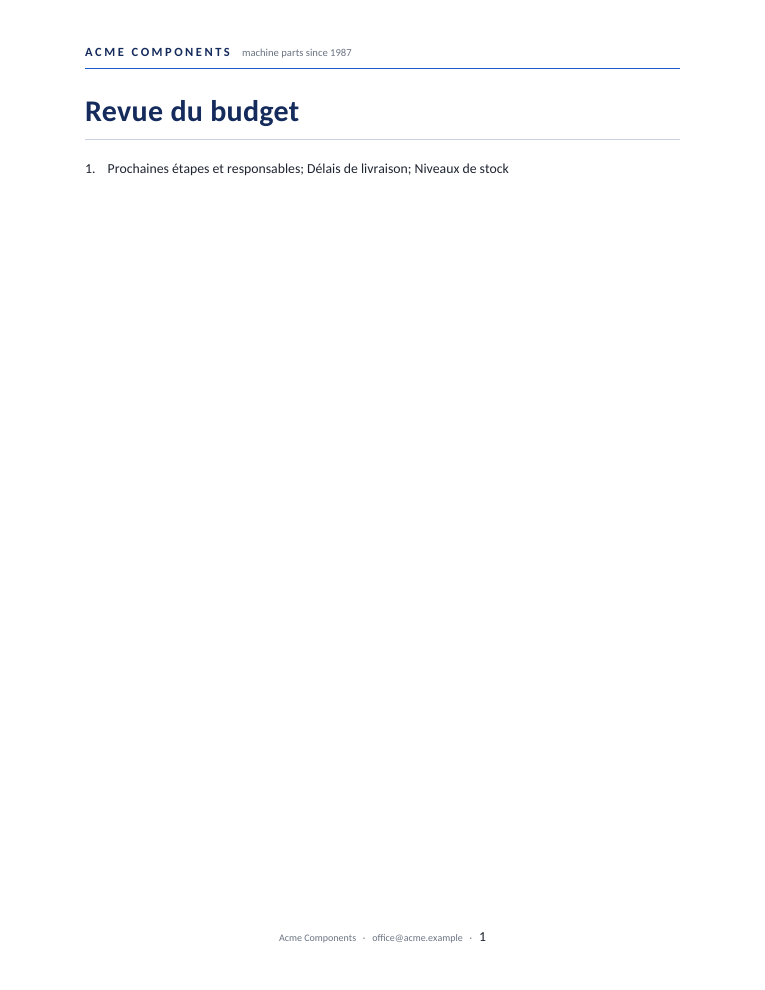 ACME COMPONENTS machine parts since 1987
Revue du budget
1. Prochaines étapes et responsables; Délais de livraison; Niveaux de stock
Acme Components · office@acme.example · 1